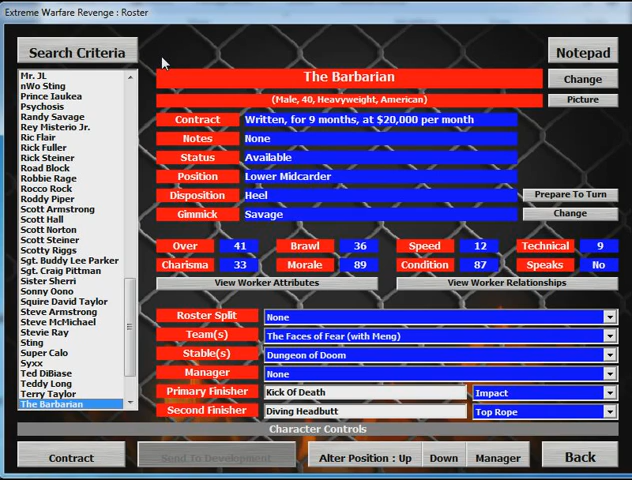 Extreme Warfare Revenge : Roster
Search Criteria
Notepad
Mr. JL
nWo Sting
Prince Iaukea
Psychosis
Randy Savage
Rey Misterio Jr.
Ric Flair
Rick Fuller
Rick Steiner
Road Block
Robbie Rage
Rocco Rock
Roddy Piper
Scott Armstrong
Scott Hall
Scott Norton
Scott Steiner
Scotty Riggs
Sgt. Buddy Lee Parker
Sgt. Craig Pittman
Sister Sherri
Sonny Oono
Squire David Taylor
Steve Armstrong
Steve McMichael
Stevie Ray
Sting
Super Calo
Syxx
Ted DiBiase
Teddy Long
Terry Taylor
The Barbarian
The Barbarian
Change
(Male, 40, Heavyweight, American)
Picture
Contract Written, for 9 months, at $20,000 per month
Notes None
Status Available
Position Lower Midcarder
Disposition Heel Prepare To Turn
Gimmick Savage Change
Over 41 Brawl 36 Speed 12 Technical 9
Charisma 33 Morale 89 Condition 87 Speaks No
View Worker Attributes View Worker Relationships
Roster Split None
Team(s) The Faces of Fear (with Meng)
Stable(s) Dungeon of Doom
Manager None
Primary Finisher Kick Of Death Impact
Second Finisher Diving Headbutt Top Rope
Character Controls
Contract Send To Development Alter Position : Up Down Manager Back